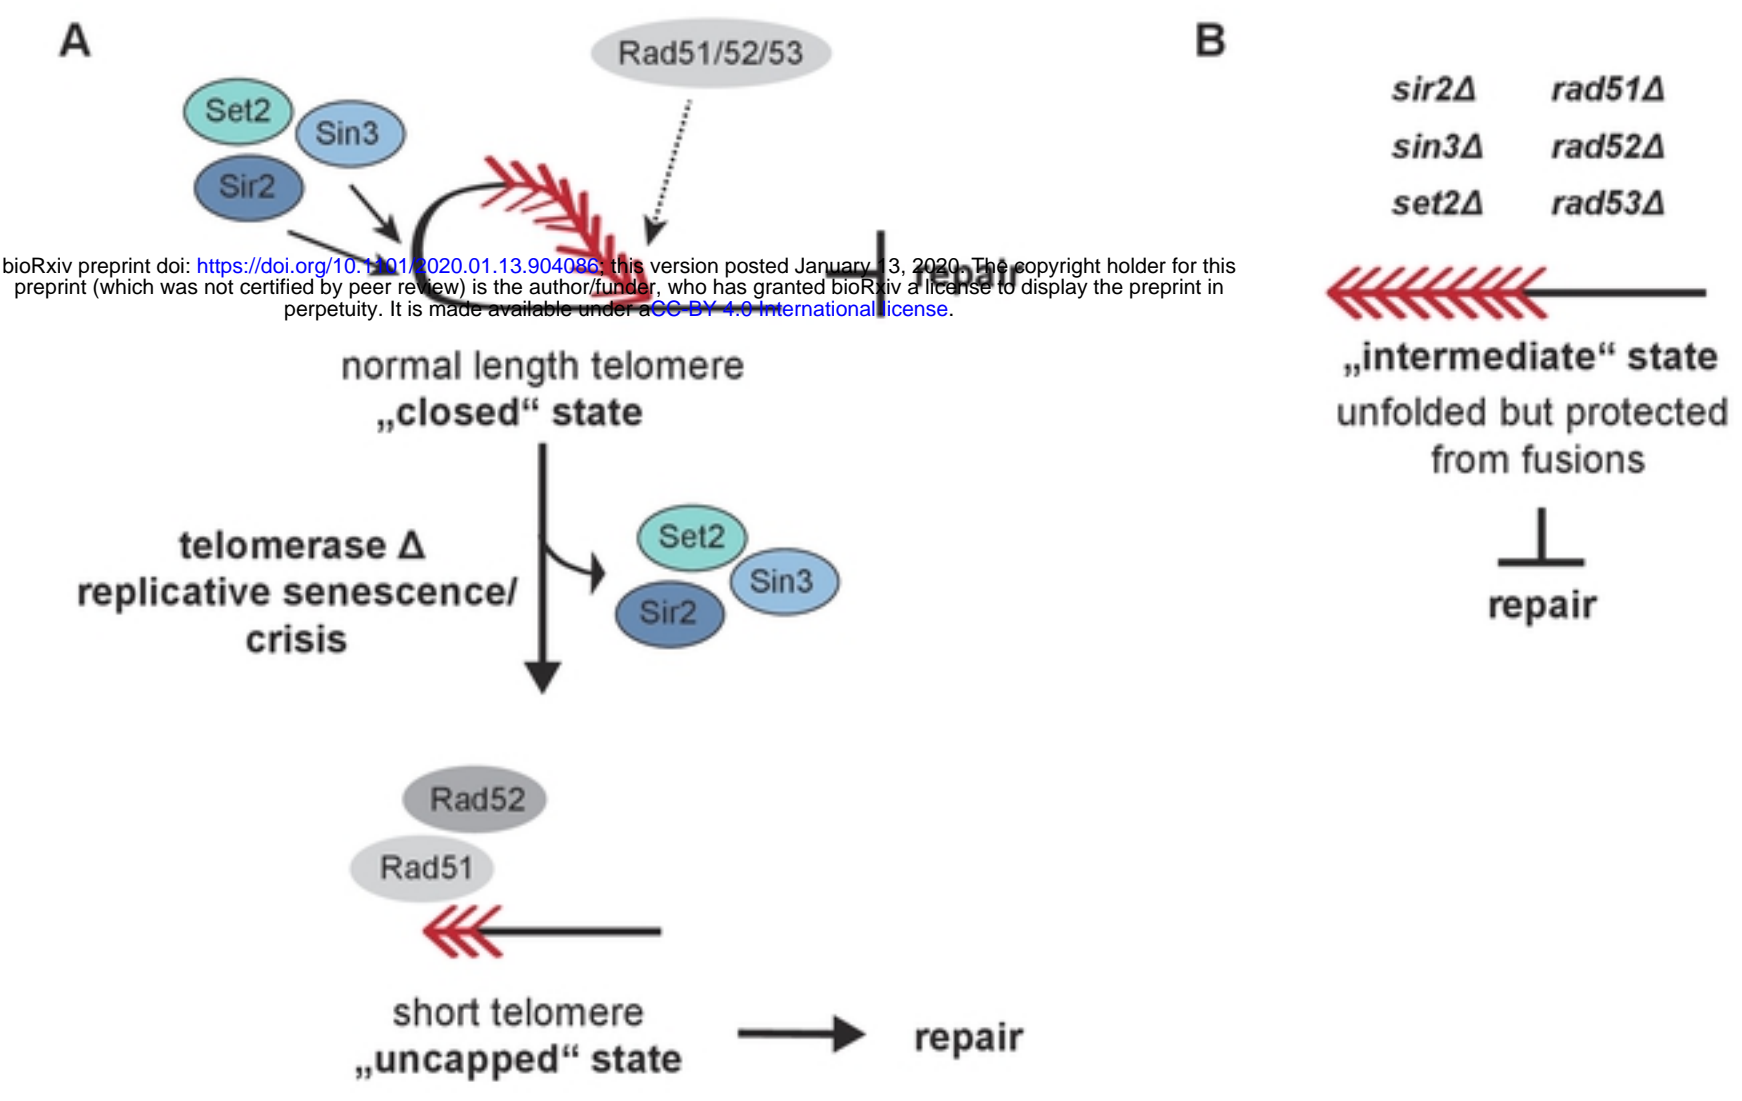 A
Rad51/52/53
Set2
Sin3
Sir2
bioRxiv preprint doi: https://doi.org/10.1101/2020.01.13.904086; this version posted January 13, 2020. The copyright holder for this
preprint (which was not certified by peer review) is the author/funder, who has granted bioRxiv a license to display the preprint in
perpetuity. It is made available under aCC-BY 4.0 International license.
repair
normal length telomere
„closed“ state
telomerase Δ
replicative senescence/
crisis
Set2
Sin3
Sir2
Rad52
Rad51
short telomere
„uncapped“ state
repair
B
sir2Δ rad51Δ
sin3Δ rad52Δ
set2Δ rad53Δ
„intermediate“ state
unfolded but protected
from fusions
repair